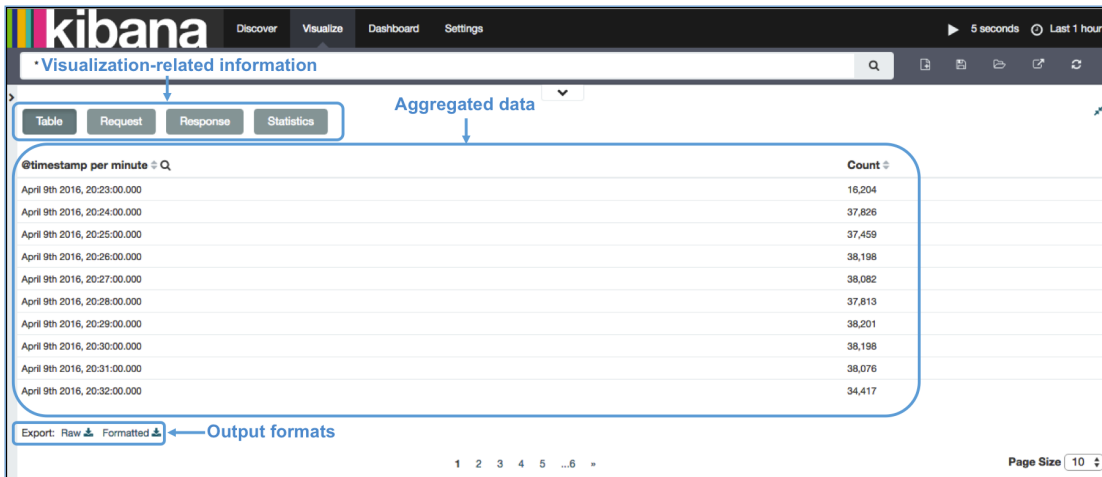 kibana Discover Visualize Dashboard Settings 5 seconds Last 1 hour
* Visualization-related information
Aggregated data
Table Request Response Statistics
@timestamp per minute Count
April 9th 2016, 20:23:00.000 16,204
April 9th 2016, 20:24:00.000 37,826
April 9th 2016, 20:25:00.000 37,459
April 9th 2016, 20:26:00.000 38,198
April 9th 2016, 20:27:00.000 38,082
April 9th 2016, 20:28:00.000 37,813
April 9th 2016, 20:29:00.000 38,201
April 9th 2016, 20:30:00.000 38,198
April 9th 2016, 20:31:00.000 38,076
April 9th 2016, 20:32:00.000 34,417
Export: Raw Formatted Output formats
1 2 3 4 5 ...6 » Page Size 10